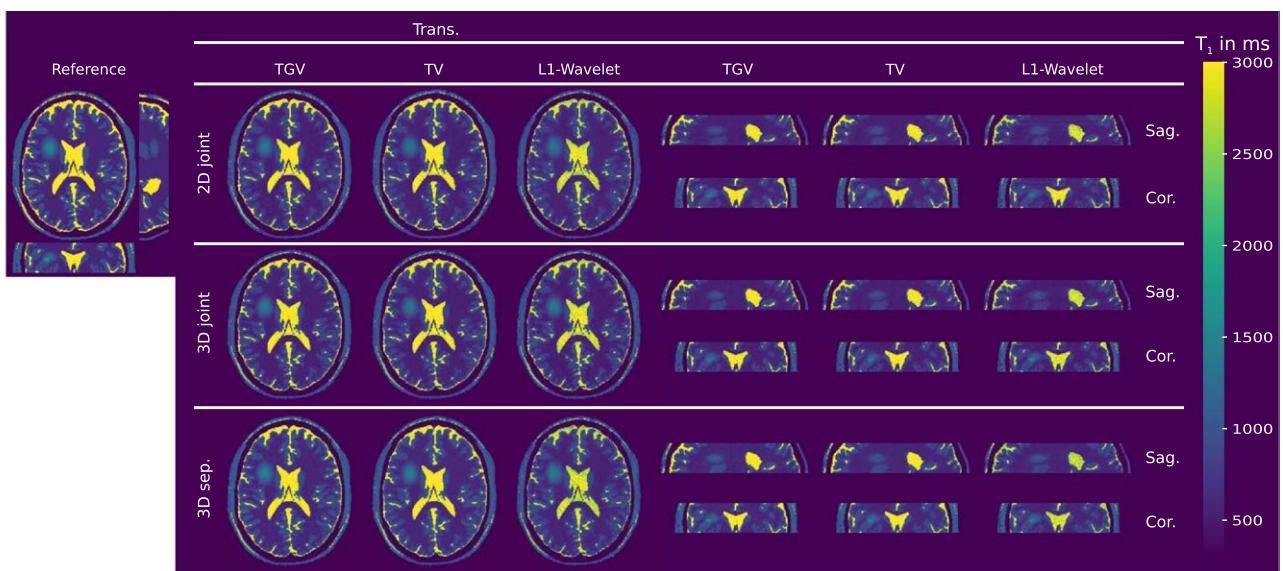 Trans.
T1 in ms
Reference
TGV
TV
L1-Wavelet
TGV
TV
L1-Wavelet
3000
2D joint
Sag.
Cor.
2500
2000
3D joint
Sag.
Cor.
1500
1000
3D sep.
Sag.
Cor.
500